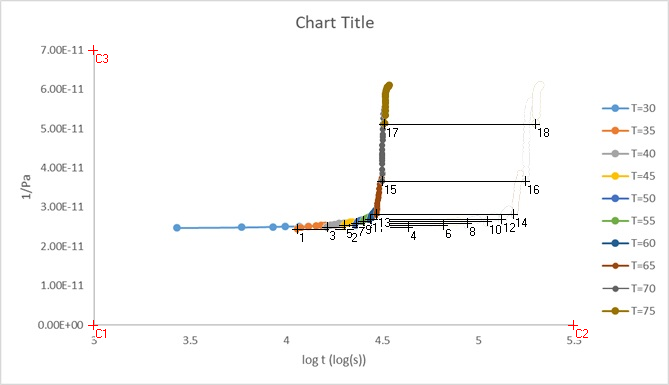 Chart Title
7.00E-11
C3
6.00E-11
5.00E-11
4.00E-11
3.00E-11
2.00E-11
1.00E-11
0.00E+00
1/Pa
17 18
15 16
1 3 5 2 7 9 11 13 4 6 8 10 12 14
C1 C2
3 3.5 4 4.5 5 5.5
log t (log(s))
T=30
T=35
T=40
T=45
T=50
T=55
T=60
T=65
T=70
T=75